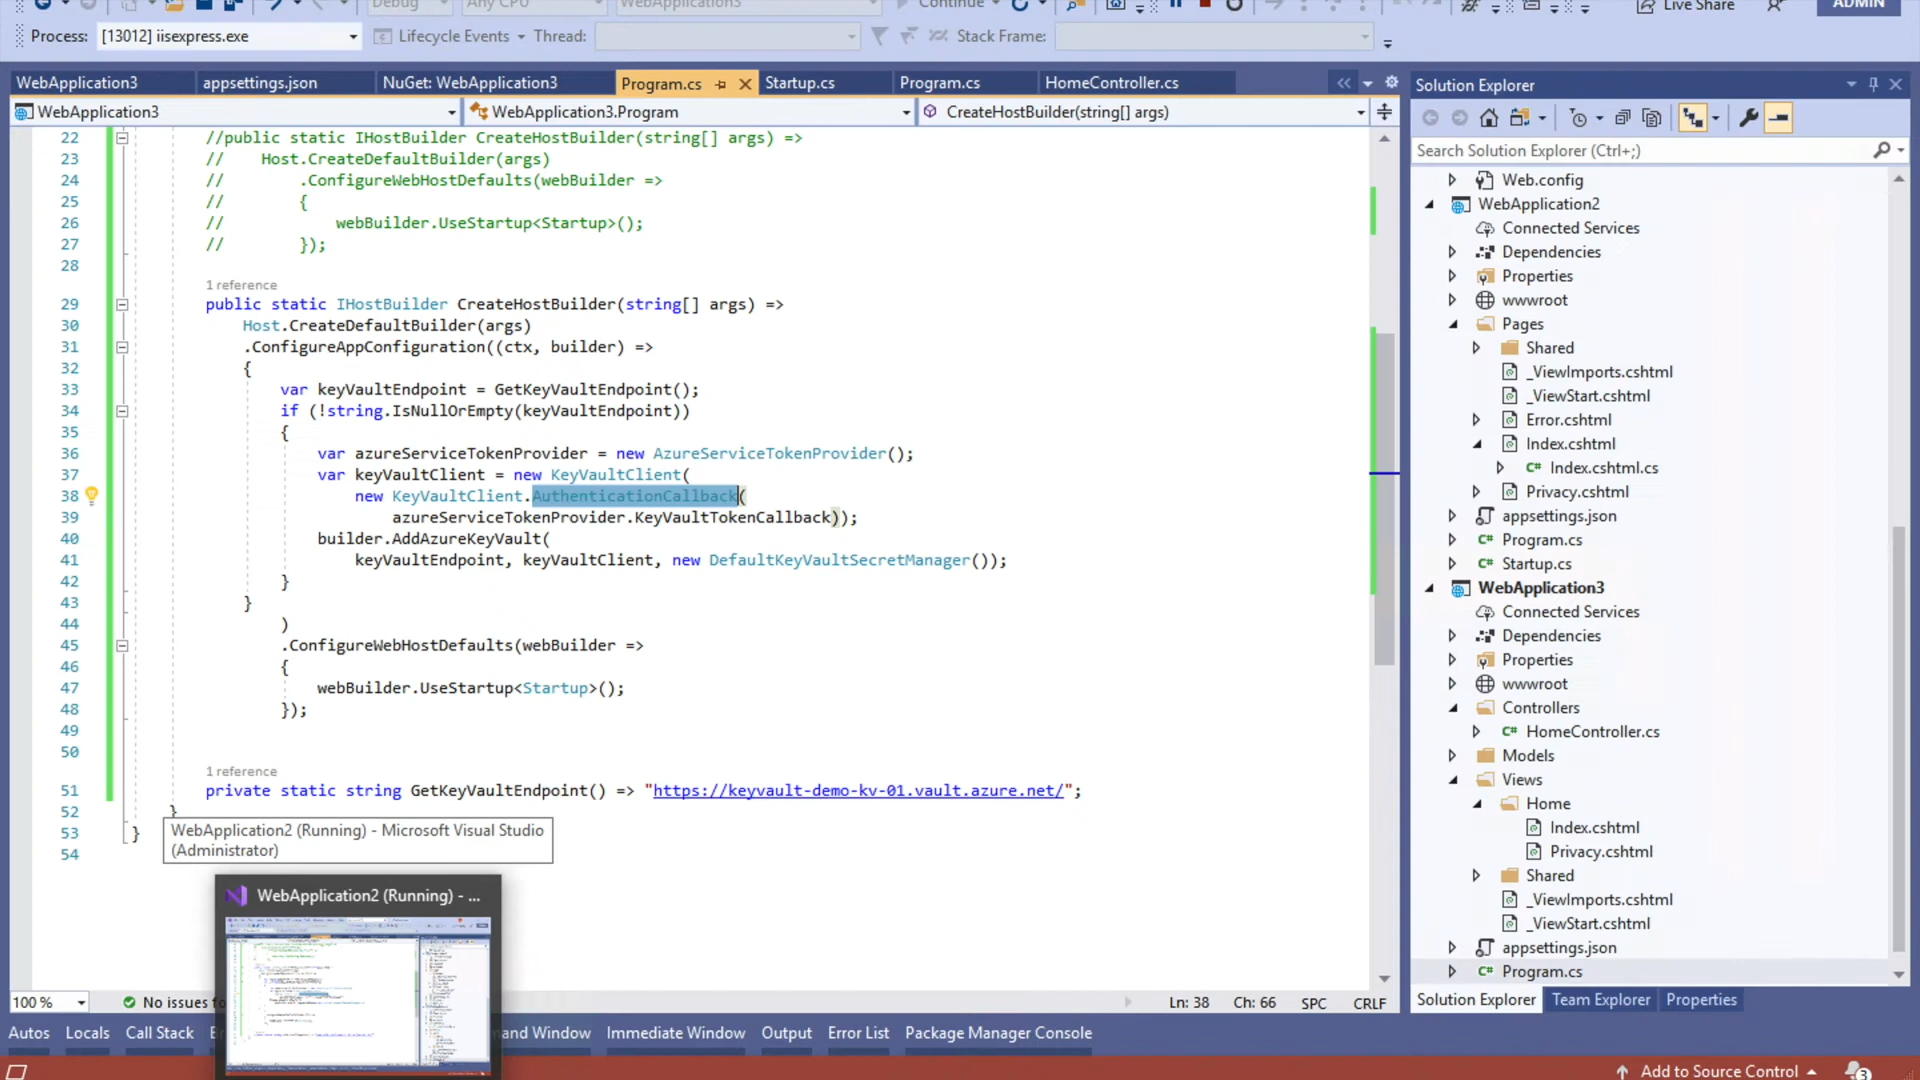 Debug
Any CPU
WebApplication3
Continue
Live Share
ADMIN
Process:
[13012] iisexpress.exe
Lifecycle Events
Thread:
Stack Frame:
WebApplication3
appsettings.json
NuGet: WebApplication3
Program.cs
Startup.cs
Program.cs
HomeController.cs
WebApplication3
WebApplication3.Program
CreateHostBuilder(string[] args)
22 //public static IHostBuilder CreateHostBuilder(string[] args) =>
23 // Host.CreateDefaultBuilder(args)
24 // .ConfigureWebHostDefaults(webBuilder =>
25 // {
26 // webBuilder.UseStartup<Startup>();
27 // });
28
1 reference
29 public static IHostBuilder CreateHostBuilder(string[] args) =>
30 Host.CreateDefaultBuilder(args)
31 .ConfigureAppConfiguration((ctx, builder) =>
32 {
33 var keyVaultEndpoint = GetKeyVaultEndpoint();
34 if (!string.IsNullOrEmpty(keyVaultEndpoint))
35 {
36 var azureServiceTokenProvider = new AzureServiceTokenProvider();
37 var keyVaultClient = new KeyVaultClient(
38 new KeyVaultClient.AuthenticationCallback(
39 azureServiceTokenProvider.KeyVaultTokenCallback));
40 builder.AddAzureKeyVault(
41 keyVaultEndpoint, keyVaultClient, new DefaultKeyVaultSecretManager());
42 }
43 }
44 )
45 .ConfigureWebHostDefaults(webBuilder =>
46 {
47 webBuilder.UseStartup<Startup>();
48 });
49
50
1 reference
51 private static string GetKeyVaultEndpoint() => "https://keyvault-demo-kv-01.vault.azure.net/";
52 }
53 }
54
WebApplication2 (Running) - Microsoft Visual Studio
(Administrator)
WebApplication2 (Running) - ...
100 %
No issues fo
Ln: 38
Ch: 66
SPC
CRLF
Autos
Locals
Call Stack
mand Window
Immediate Window
Output
Error List
Package Manager Console
Solution Explorer
Search Solution Explorer (Ctrl+;)
Web.config
WebApplication2
Connected Services
Dependencies
Properties
wwwroot
Pages
Shared
_ViewImports.cshtml
_ViewStart.cshtml
Error.cshtml
Index.cshtml
C# Index.cshtml.cs
Privacy.cshtml
appsettings.json
C# Program.cs
C# Startup.cs
WebApplication3
Connected Services
Dependencies
Properties
wwwroot
Controllers
C# HomeController.cs
Models
Views
Home
Index.cshtml
Privacy.cshtml
Shared
_ViewImports.cshtml
_ViewStart.cshtml
appsettings.json
C# Program.cs
Solution Explorer
Team Explorer
Properties
Add to Source Control
3